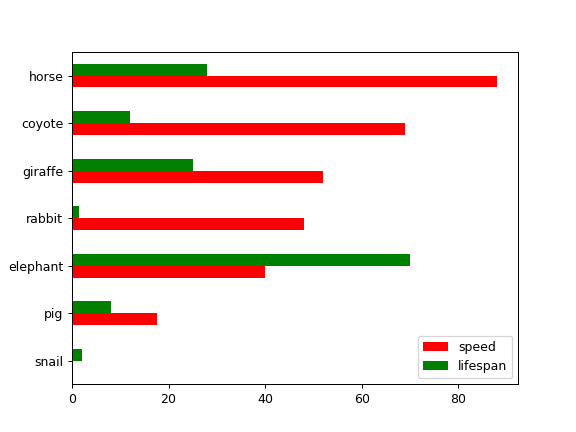 horse
coyote
giraffe
rabbit
elephant
pig
snail
0 20 40 60 80
speed
lifespan